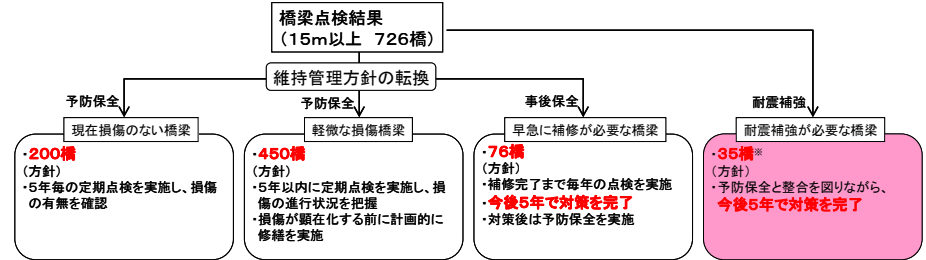 橋梁点検結果
（15m以上　726橋）
維持管理方針の転換
予防保全
予防保全
事後保全
耐震補強
現在損傷のない橋梁
・200橋
（方針）
・5年毎の定期点検を実施し、損傷
の有無を確認
軽微な損傷橋梁
・450橋
（方針）
・5年以内に定期点検を実施し、損
傷の進行状況を把握
・損傷が顕在化する前に計画的に
修繕を実施
早急に補修が必要な橋梁
・76橋
（方針）
・補修完了まで毎年の点検を実施
・今後5年で対策を完了
・対策後は予防保全を実施
耐震補強が必要な橋梁
・35橋※
（方針）
・予防保全と整合を図りながら、
今後5年で対策を完了